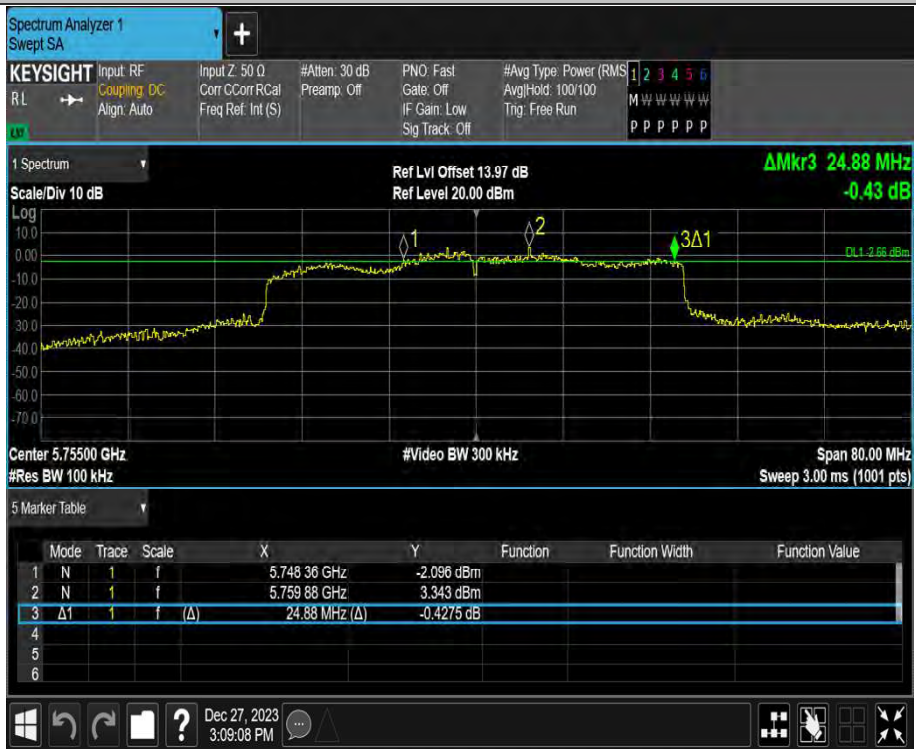 Spectrum Analyzer 1
Swept SA
+
KEYSIGHT Input: RF Input Z: 50 Ω #Atten: 30 dB PNO: Fast #Avg Type: Power (RMS 1 2 3 4 5 6
RL Coupling: DC Corr CCorr RCal Preamp: Off Gate: Off Avg|Hold: 100/100 M W W W W W
Align: Auto Freq Ref: Int (S) IF Gain: Low Trig: Free Run
Sig Track: Off P P P P P P
1 Spectrum
Ref Lvl Offset 13.97 dB ΔMkr3 24.88 MHz
Scale/Div 10 dB Ref Level 20.00 dBm -0.43 dB
Log
10.0
0.00
-10.0
-20.0
-30.0
-40.0
-50.0
-60.0
-70.0
1
2
3Δ1
DL1 -2.66 dBm
Center 5.75500 GHz #Video BW 300 kHz Span 80.00 MHz
#Res BW 100 kHz Sweep 3.00 ms (1001 pts)
5 Marker Table
Mode Trace Scale X Y Function Function Width Function Value
1 N 1 f 5.748 36 GHz -2.096 dBm
2 N 1 f 5.759 88 GHz 3.343 dBm
3 Δ1 1 f (Δ) 24.88 MHz (Δ) -0.4275 dB
4
5
6
? Dec 27, 2023
3:09:08 PM